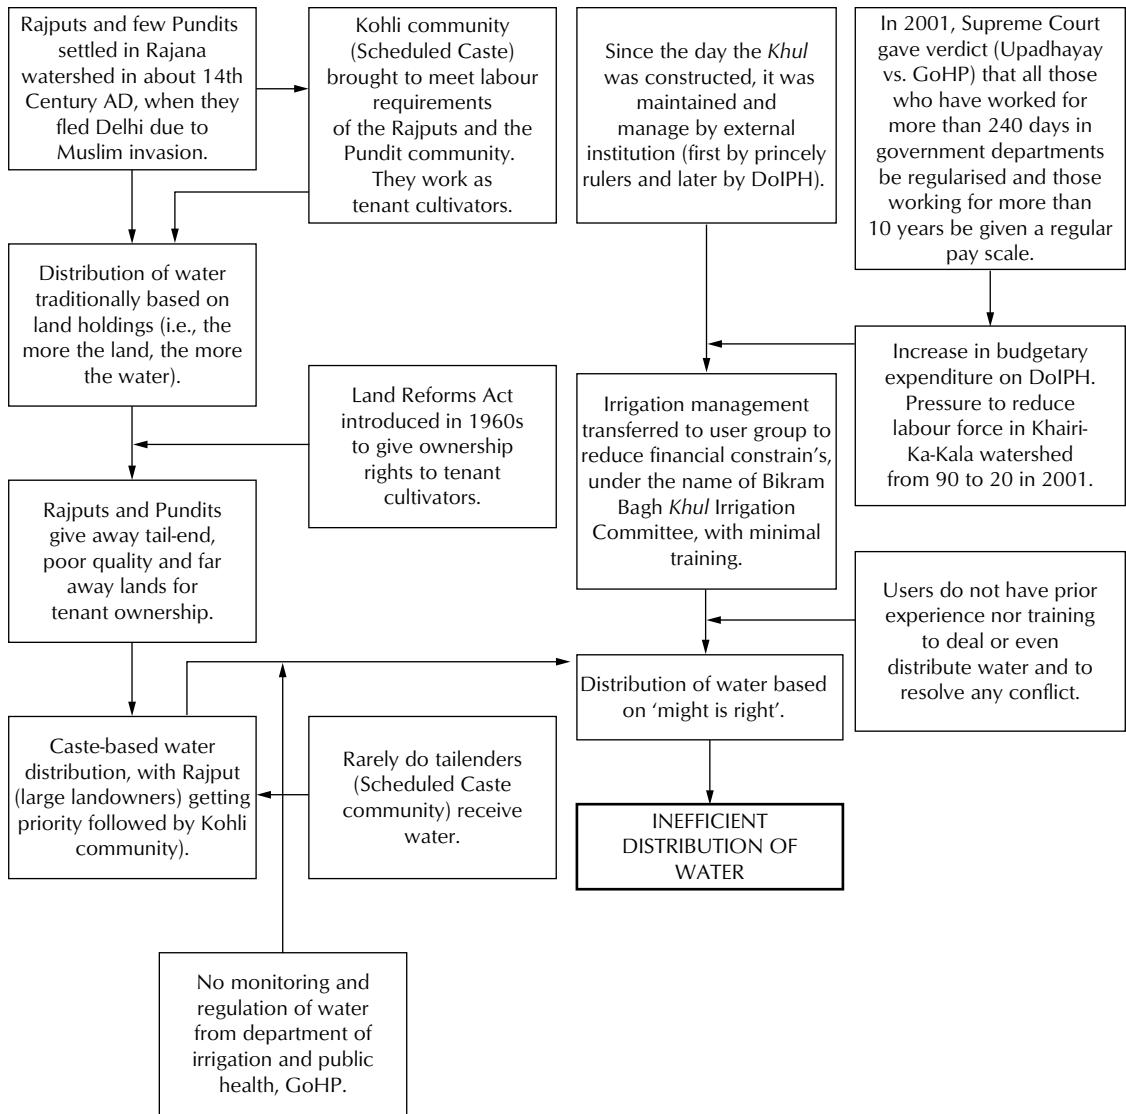 Rajputs and few Pundits
settled in Rajana
watershed in about 14th
Century AD, when they
fled Delhi due to
Muslim invasion.
Kohli community
(Scheduled Caste)
brought to meet labour
requirements
of the Rajputs and the
Pundit community.
They work as
tenant cultivators.
Since the day the Khul
was constructed, it was
maintained and
manage by external
institution (first by princely
rulers and later by DoIPH).
In 2001, Supreme Court
gave verdict (Upadhayay
vs. GoHP) that all those
who have worked for
more than 240 days in
government departments
be regularised and those
working for more than
10 years be given a regular
pay scale.
Distribution of water
traditionally based on
land holdings (i.e., the
more the land, the more
the water).
Land Reforms Act
introduced in 1960s
to give ownership
rights to tenant
cultivators.
Irrigation management
transferred to user group to
reduce financial constrain's,
under the name of Bikram
Bagh Khul Irrigation
Committee, with minimal
training.
Increase in budgetary
expenditure on DoIPH.
Pressure to reduce
labour force in Khairi-
Ka-Kala watershed
from 90 to 20 in 2001.
Rajputs and Pundits
give away tail-end,
poor quality and far
away lands for
tenant ownership.
Users do not have prior
experience nor training
to deal or even
distribute water and to
resolve any conflict.
Distribution of water based
on 'might is right'.
Caste-based water
distribution, with Rajput
(large landowners) getting
priority followed by Kohli
community).
Rarely do tailenders
(Scheduled Caste
community) receive
water.
INEFFICIENT
DISTRIBUTION OF
WATER
No monitoring and
regulation of water
from department of
irrigation and public
health, GoHP.